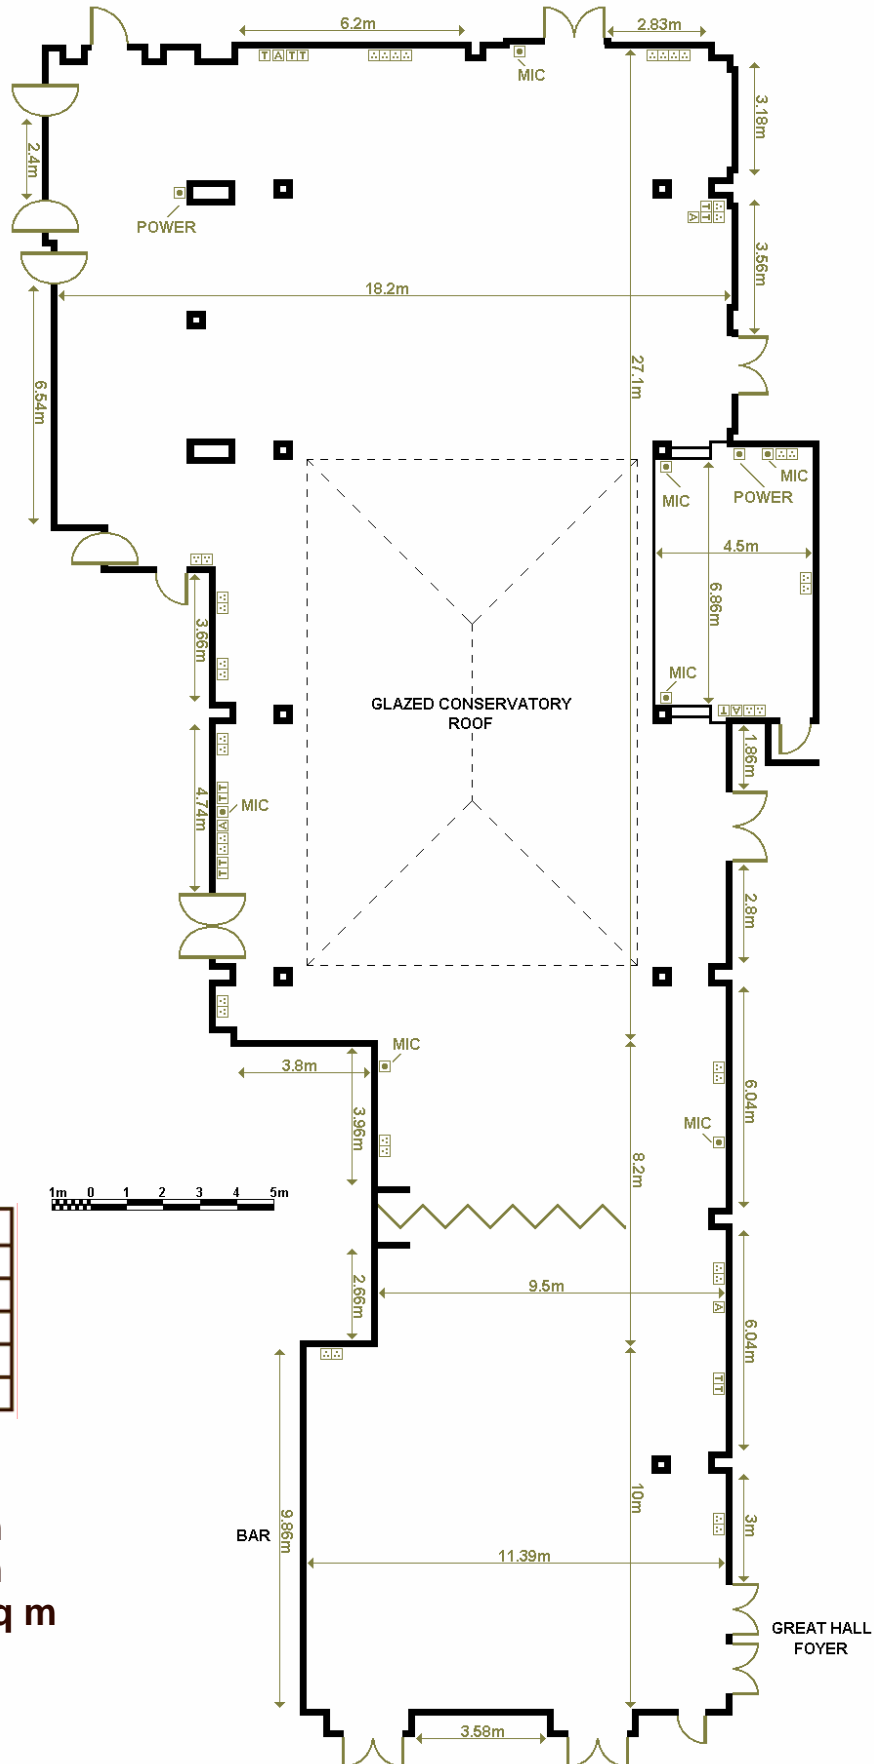 6.2m
2.83m
T A T T
MIC
3.18m
2.4m
POWER
T T
A
3.56m
18.2m
27.1m
6.54m
MIC
POWER
MIC
4.5m
6.86m
3.66m
MIC
GLAZED CONSERVATORY
ROOF
T A T
1.86m
4.74m
T T
MIC
A
T T
2.8m
MIC
3.8m
3.96m
6.04m
MIC
8.2m
1m 0 1 2 3 4 5m
9.5m
2.66m
A
6.04m
T T
10m
3m
BAR
9.86m
11.39m
q m
GREAT HALL
FOYER
3.58m